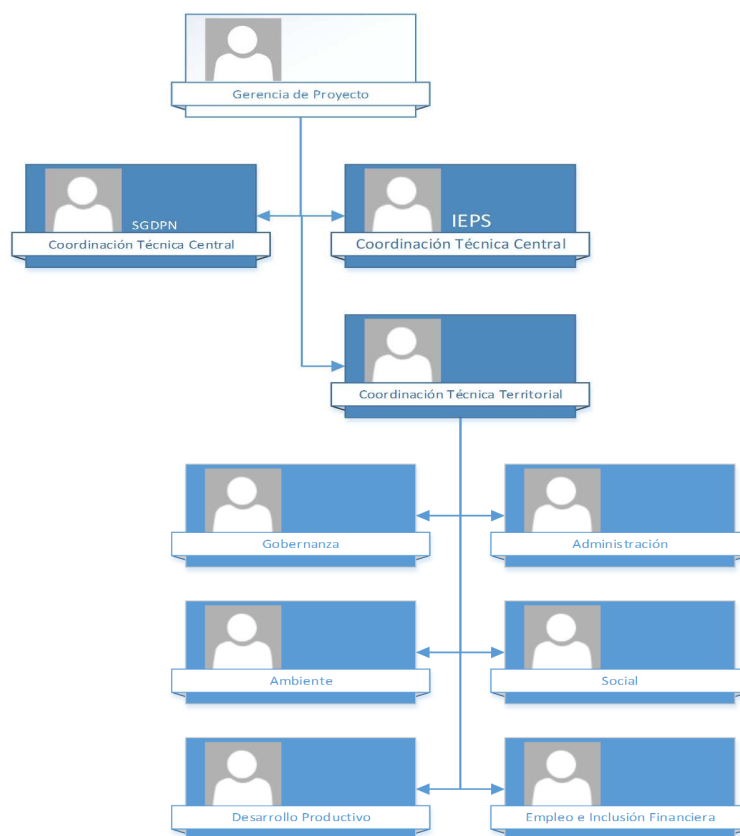 Gerencia de Proyecto
SGDPN
Coordinación Técnica Central
IEPS
Coordinación Técnica Central
Coordinación Técnica Territorial
Gobernanza
Administración
Ambiente
Social
Desarrollo Productivo
Empleo e Inclusión Financiera